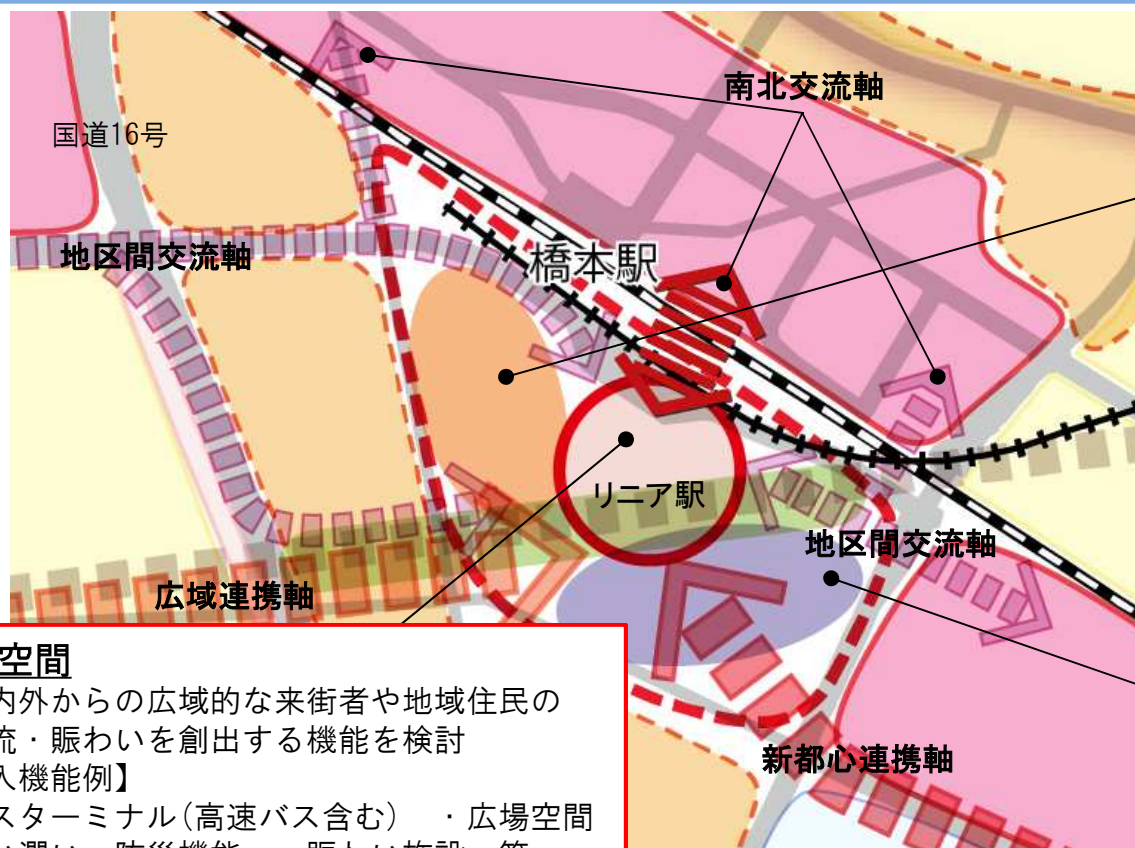 南北交流軸
国道16号
地区間交流軸
橋本駅
リニア駅
地区間交流軸
広域連携軸
新都心連携軸
空間
内外からの広域的な来街者や地域住民の
流・賑わいを創出する機能を検討
入機能例】
スターミナル(高速バス含む) ・広場空間